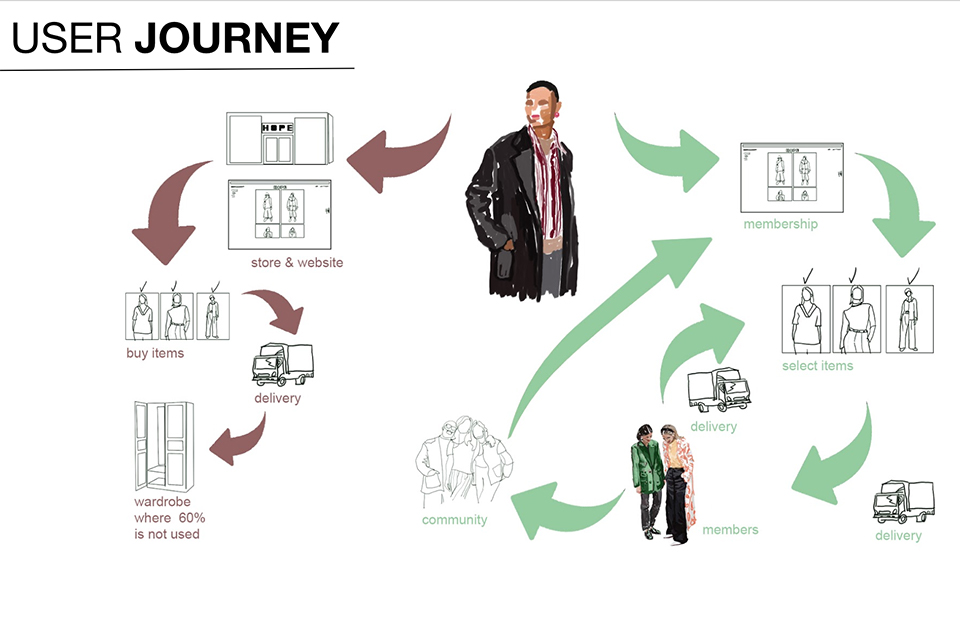 USER JOURNEY
HOPE
store & website
buy items
delivery
wardrobe
where 60%
is not used
membership
select items
delivery
members
community
delivery